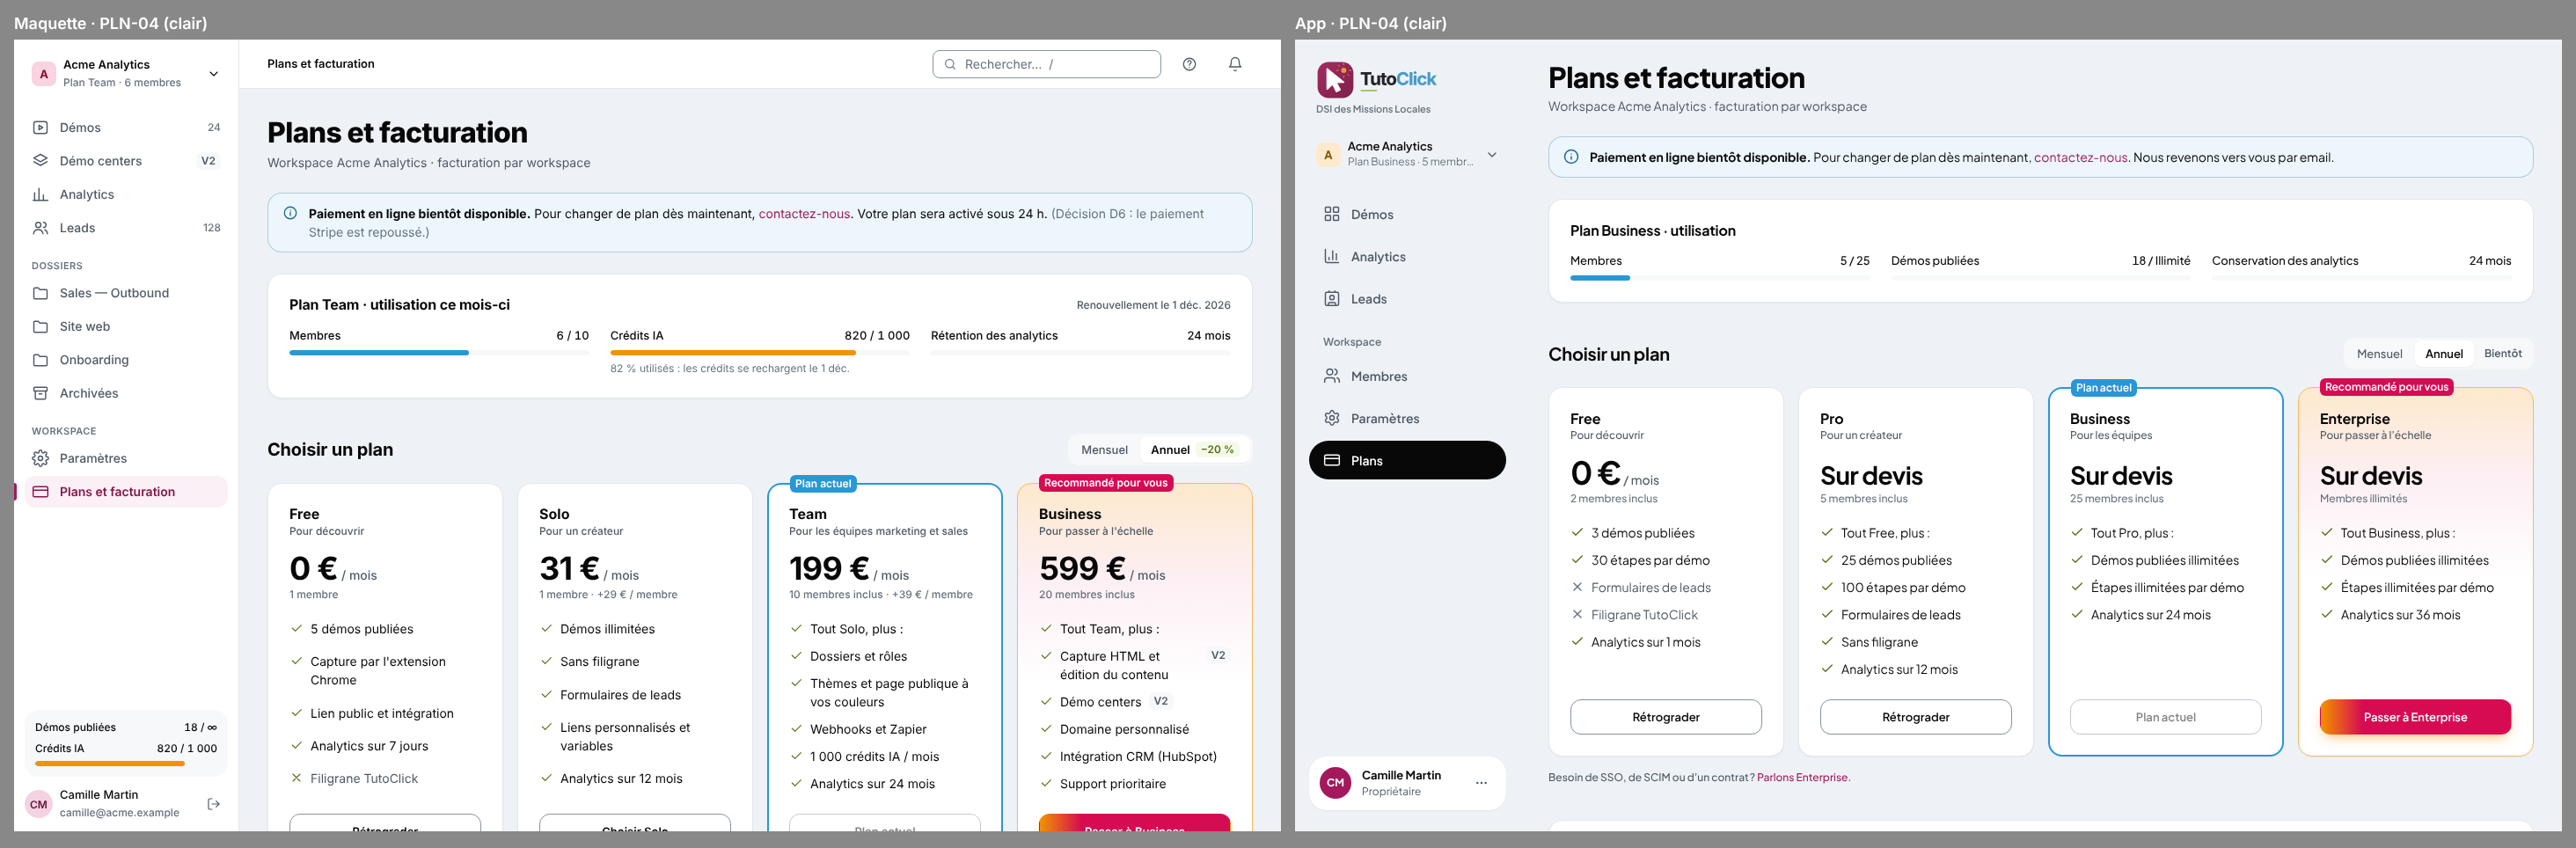 Maquette · PLN-04 (clair)
A
Acme Analytics
Plan Team · 6 membres
Démos 24
Démo centers V2
Analytics
Leads 128
DOSSIERS
Sales — Outbound
Site web
Onboarding
Archivées
WORKSPACE
Paramètres
Plans et facturation
Démos publiées 18 / ∞
Crédits IA 820 / 1 000
CM
Camille Martin
camille@acme.example
Plans et facturation
Rechercher... /
Plans et facturation
Workspace Acme Analytics · facturation par workspace
Paiement en ligne bientôt disponible. Pour changer de plan dès maintenant, contactez-nous. Votre plan sera activé sous 24 h. (Décision D6 : le paiement
Stripe est repoussé.)
Plan Team · utilisation ce mois-ci
Renouvellement le 1 déc. 2026
Membres 6 / 10
Crédits IA 820 / 1 000
82 % utilisés : les crédits se rechargent le 1 déc.
Rétention des analytics 24 mois
Choisir un plan
Mensuel Annuel −20 %
Free
Pour découvrir
0 € / mois
1 membre
5 démos publiées
Capture par l'extension
Chrome
Lien public et intégration
Analytics sur 7 jours
Filigrane TutoClick
Rétrograder
Solo
Pour un créateur
31 € / mois
1 membre · +29 € / membre
Démos illimitées
Sans filigrane
Formulaires de leads
Liens personnalisés et
variables
Analytics sur 12 mois
Choisir Solo
Plan actuel
Team
Pour les équipes marketing et sales
199 € / mois
10 membres inclus · +39 € / membre
Tout Solo, plus :
Dossiers et rôles
Thèmes et page publique à
vos couleurs
Webhooks et Zapier
1 000 crédits IA / mois
Analytics sur 24 mois
Plan actuel
Recommandé pour vous
Business
Pour passer à l'échelle
599 € / mois
20 membres inclus
Tout Team, plus :
Capture HTML et V2
édition du contenu
Démo centers V2
Domaine personnalisé
Intégration CRM (HubSpot)
Support prioritaire
Passer à Business
App · PLN-04 (clair)
TutoClick
DSI des Missions Locales
A
Acme Analytics
Plan Business · 5 membr...
Démos
Analytics
Leads
Workspace
Membres
Paramètres
Plans
CM
Camille Martin
Propriétaire
Plans et facturation
Workspace Acme Analytics · facturation par workspace
Paiement en ligne bientôt disponible. Pour changer de plan dès maintenant, contactez-nous. Nous revenons vers vous par email.
Plan Business · utilisation
Membres 5 / 25
Démos publiées 18 / Illimité
Conservation des analytics 24 mois
Choisir un plan
Mensuel Annuel Bientôt
Free
Pour découvrir
0 € / mois
2 membres inclus
3 démos publiées
30 étapes par démo
Formulaires de leads
Filigrane TutoClick
Analytics sur 1 mois
Rétrograder
Pro
Pour un créateur
Sur devis
5 membres inclus
Tout Free, plus :
25 démos publiées
100 étapes par démo
Formulaires de leads
Sans filigrane
Analytics sur 12 mois
Rétrograder
Plan actuel
Business
Pour les équipes
Sur devis
25 membres inclus
Tout Pro, plus :
Démos publiées illimitées
Étapes illimitées par démo
Analytics sur 24 mois
Plan actuel
Recommandé pour vous
Enterprise
Pour passer à l'échelle
Sur devis
Membres illimités
Tout Business, plus :
Démos publiées illimitées
Étapes illimitées par démo
Analytics sur 36 mois
Passer à Enterprise
Besoin de SSO, de SCIM ou d'un contrat ? Parlons Enterprise.